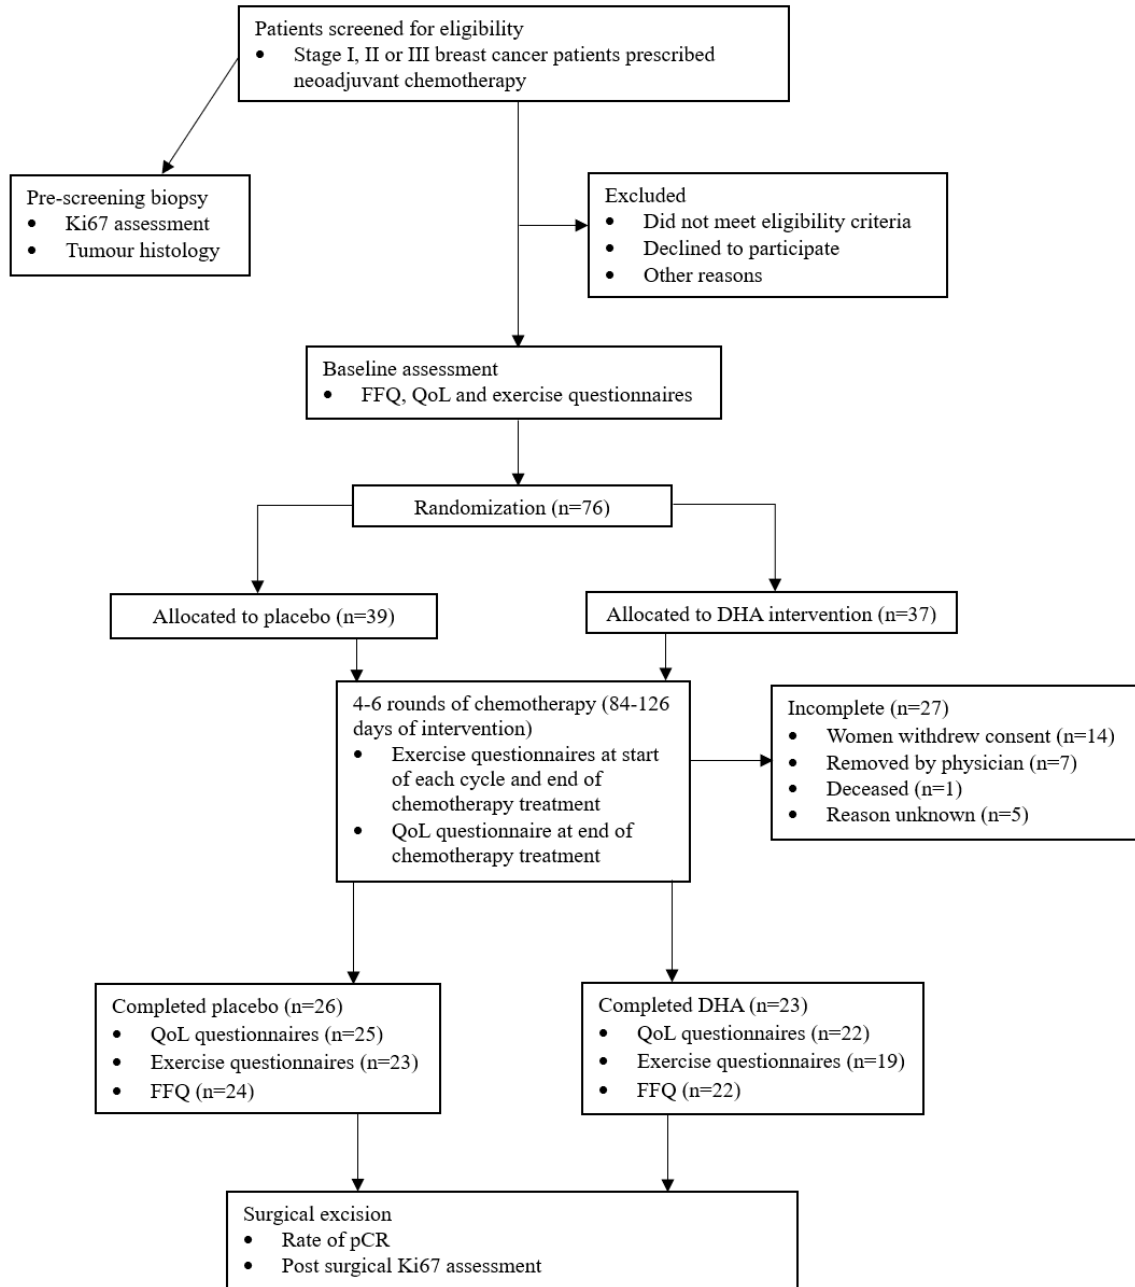 Patients screened for eligibility
• Stage I, II or III breast cancer patients prescribed
neoadjuvant chemotherapy
Pre-screening biopsy
• Ki67 assessment
• Tumour histology
Excluded
• Did not meet eligibility criteria
• Declined to participate
• Other reasons
Baseline assessment
• FFQ, QoL and exercise questionnaires
Randomization (n=76)
Allocated to placebo (n=39)
Allocated to DHA intervention (n=37)
4-6 rounds of chemotherapy (84-126
days of intervention)
• Exercise questionnaires at start
of each cycle and end of
chemotherapy treatment
• QoL questionnaire at end of
chemotherapy treatment
Incomplete (n=27)
• Women withdrew consent (n=14)
• Removed by physician (n=7)
• Deceased (n=1)
• Reason unknown (n=5)
Completed placebo (n=26)
• QoL questionnaires (n=25)
• Exercise questionnaires (n=23)
• FFQ (n=24)
Completed DHA (n=23)
• QoL questionnaires (n=22)
• Exercise questionnaires (n=19)
• FFQ (n=22)
Surgical excision
• Rate of pCR
• Post surgical Ki67 assessment